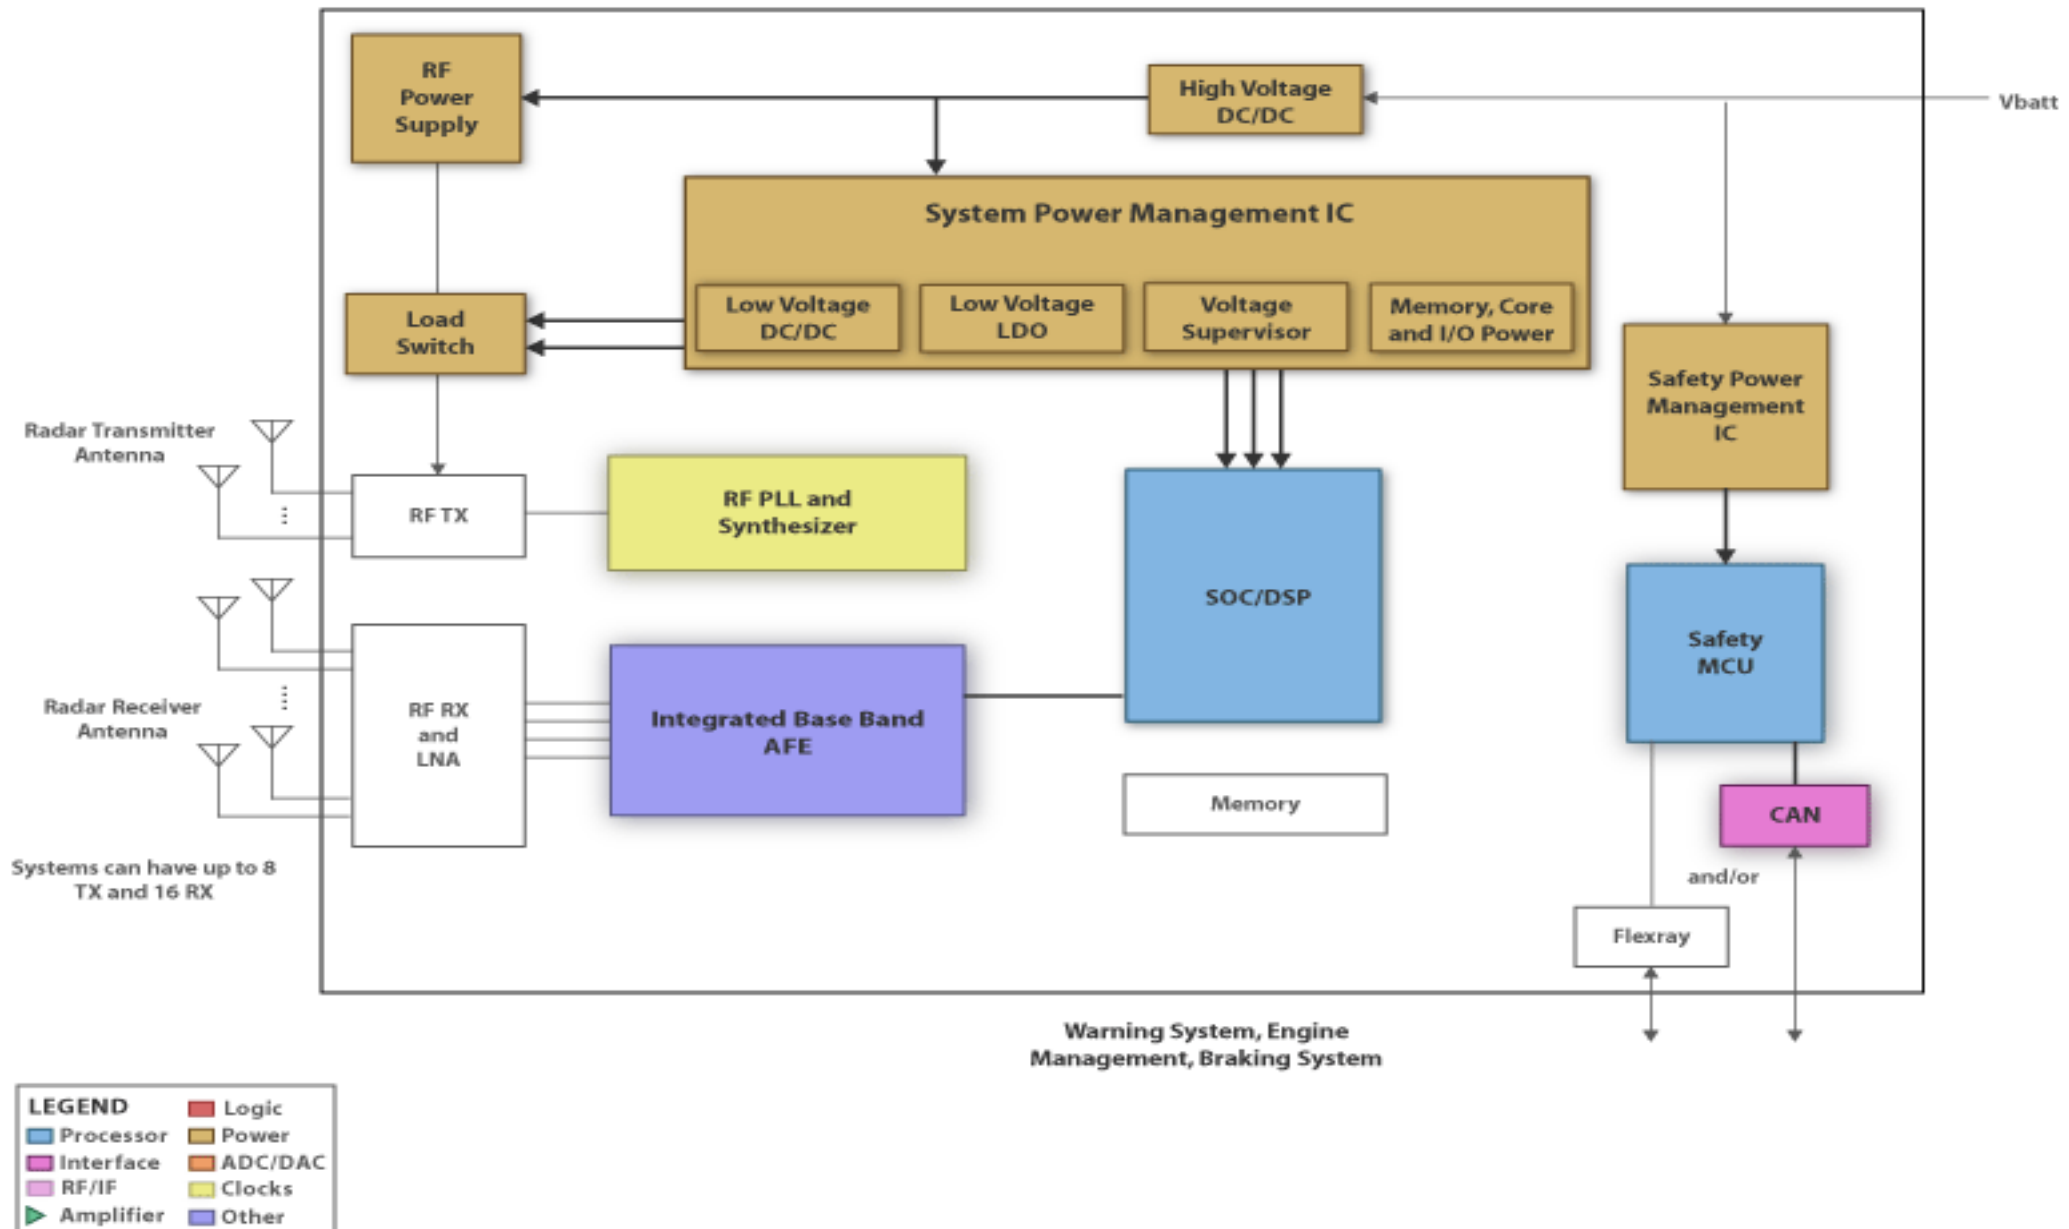 RF
Power
Supply
High Voltage
DC/DC
Vbatt
System Power Management IC
Low Voltage
DC/DC
Low Voltage
LDO
Voltage
Supervisor
Memory, Core
and I/O Power
Load
Switch
Safety Power
Management
IC
Radar Transmitter
Antenna
RF TX
RF PLL and
Synthesizer
SOC/DSP
Safety
MCU
Radar Receiver
Antenna
RF RX
and
LNA
Integrated Base Band
AFE
Memory
CAN
and/or
Flexray
Systems can have up to 8
TX and 16 RX
Warning System, Engine
Management, Braking System
LEGEND
Logic
Processor
Power
Interface
ADC/DAC
RF/IF
Clocks
Amplifier
Other